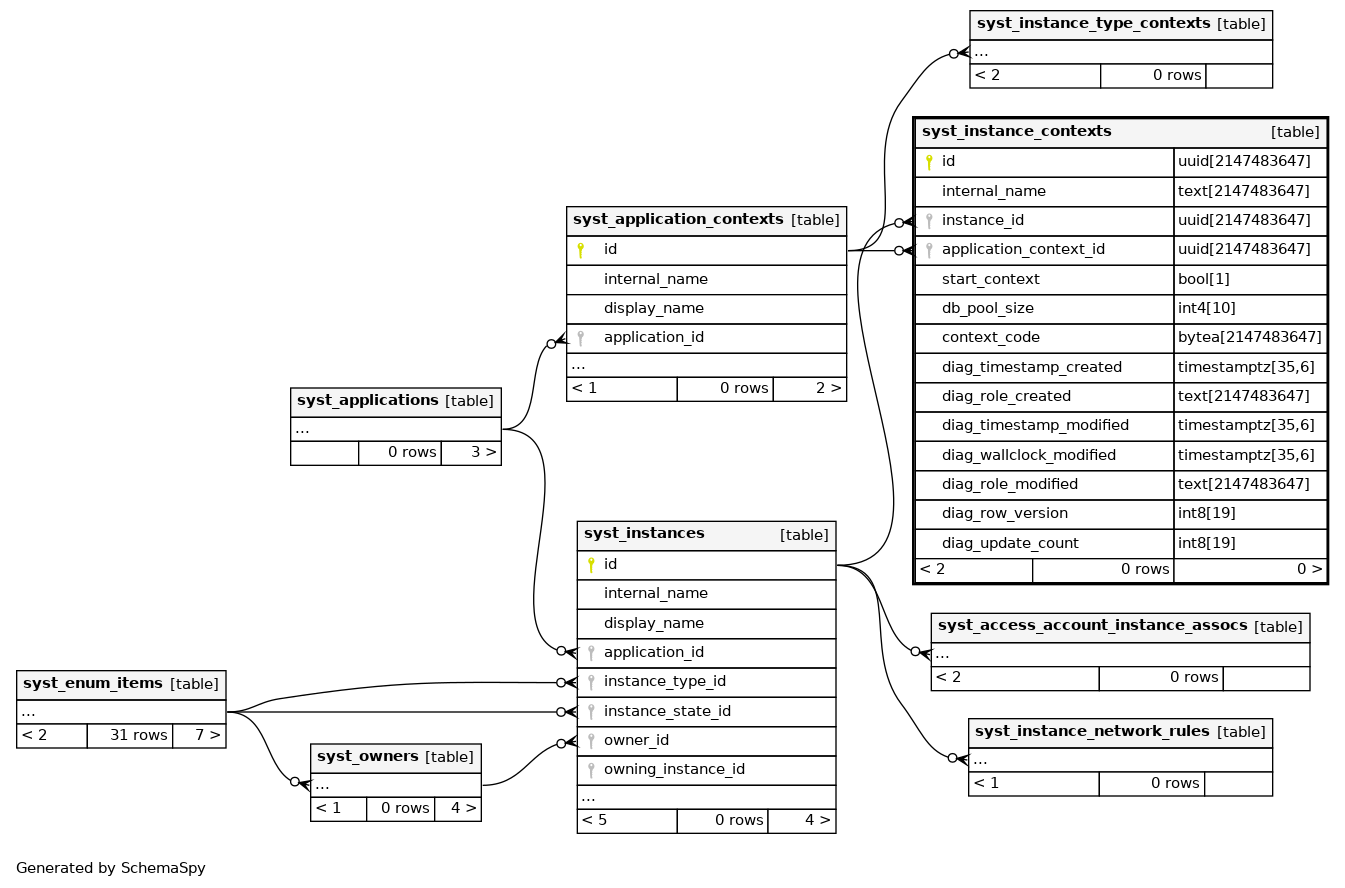 syst_instance_type_contexts [table]
...
< 2 0 rows
syst_instance_contexts [table]
id uuid[2147483647]
internal_name text[2147483647]
instance_id uuid[2147483647]
application_context_id uuid[2147483647]
start_context bool[1]
db_pool_size int4[10]
context_code bytea[2147483647]
diag_timestamp_created timestamptz[35,6]
diag_role_created text[2147483647]
diag_timestamp_modified timestamptz[35,6]
diag_wallclock_modified timestamptz[35,6]
diag_role_modified text[2147483647]
diag_row_version int8[19]
diag_update_count int8[19]
< 2 0 rows 0 >
syst_application_contexts [table]
id
internal_name
display_name
application_id
...
< 1 0 rows 2 >
syst_applications [table]
...
0 rows 3 >
syst_instances [table]
id
internal_name
display_name
application_id
instance_type_id
instance_state_id
owner_id
owning_instance_id
...
< 5 0 rows 4 >
syst_access_account_instance_assocs [table]
...
< 2 0 rows
syst_enum_items [table]
...
< 2 31 rows 7 >
syst_owners [table]
...
< 1 0 rows 4 >
syst_instance_network_rules [table]
...
< 1 0 rows
Generated by SchemaSpy